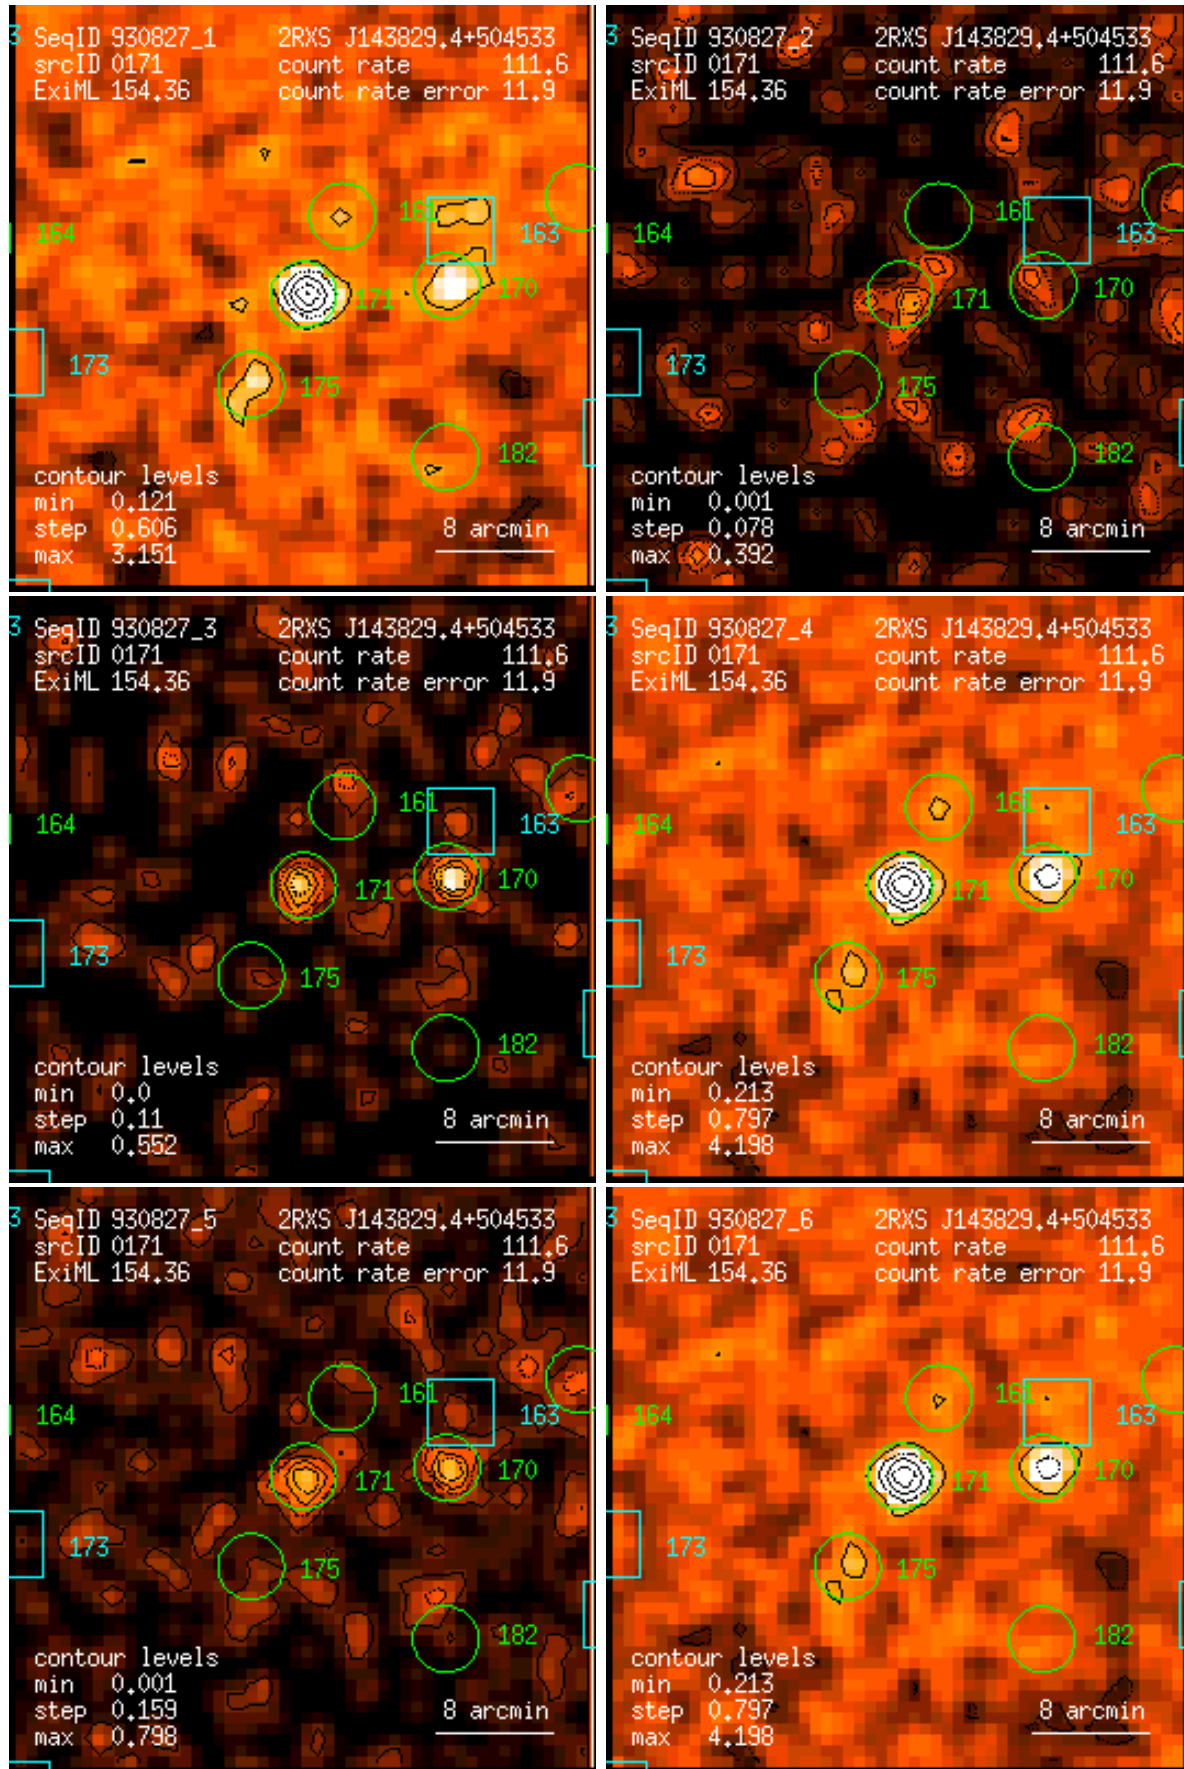 SeqID 930827_1 2RXS J143829.4+504533
3 srcID 0171 count rate 111.6
ExiML 154.36 count rate error 11.9
161
164 163
171 170
173 175
182
contour levels
min 0.121
step 0.606 8 arcmin
max 3.151
SeqID 930827_2 2RXS J143829.4+504533
3 srcID 0171 count rate 111.6
ExiML 154.36 count rate error 11.9
161
164 163
171 170
173 175
182
contour levels
min 0.001
step 0.078 8 arcmin
max 0.392
SeqID 930827_3 2RXS J143829.4+504533
3 srcID 0171 count rate 111.6
ExiML 154.36 count rate error 11.9
161
164 163
171 170
173 175
182
contour levels
min 0.0
step 0.11 8 arcmin
max 0.552
SeqID 930827_4 2RXS J143829.4+504533
3 srcID 0171 count rate 111.6
ExiML 154.36 count rate error 11.9
161
164 163
171 170
173 175
182
contour levels
min 0.213
step 0.797 8 arcmin
max 4.198
SeqID 930827_5 2RXS J143829.4+504533
3 srcID 0171 count rate 111.6
ExiML 154.36 count rate error 11.9
161
164 163
171 170
173 175
182
contour levels
min 0.001
step 0.159 8 arcmin
max 0.798
SeqID 930827_6 2RXS J143829.4+504533
3 srcID 0171 count rate 111.6
ExiML 154.36 count rate error 11.9
161
164 163
171 170
173 175
182
contour levels
min 0.213
step 0.797 8 arcmin
max 4.198